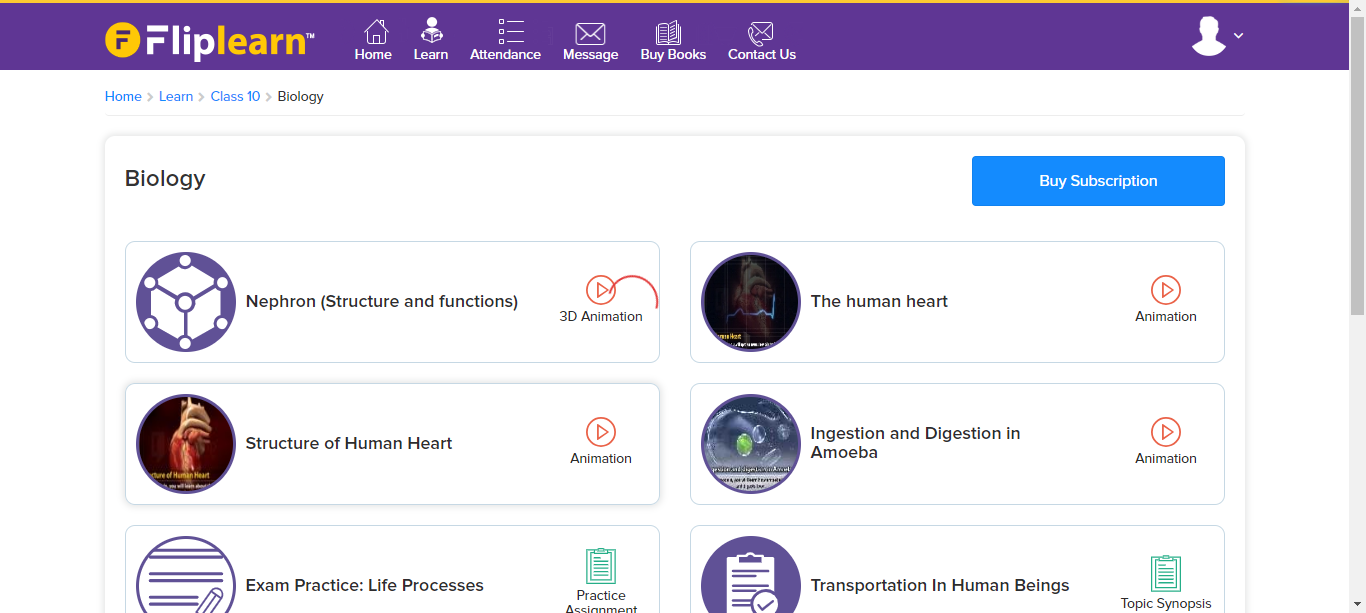 Fliplearn™
Home
Learn
Attendance
Message
Buy Books
Contact Us
Home > Learn > Class 10 > Biology
Biology
Buy Subscription
Nephron (Structure and functions)
3D Animation
The human heart
Animation
Structure of Human Heart
Animation
Ingestion and Digestion in
Amoeba
Animation
Exam Practice: Life Processes
Practice
Assignment
Transportation In Human Beings
Topic Synopsis